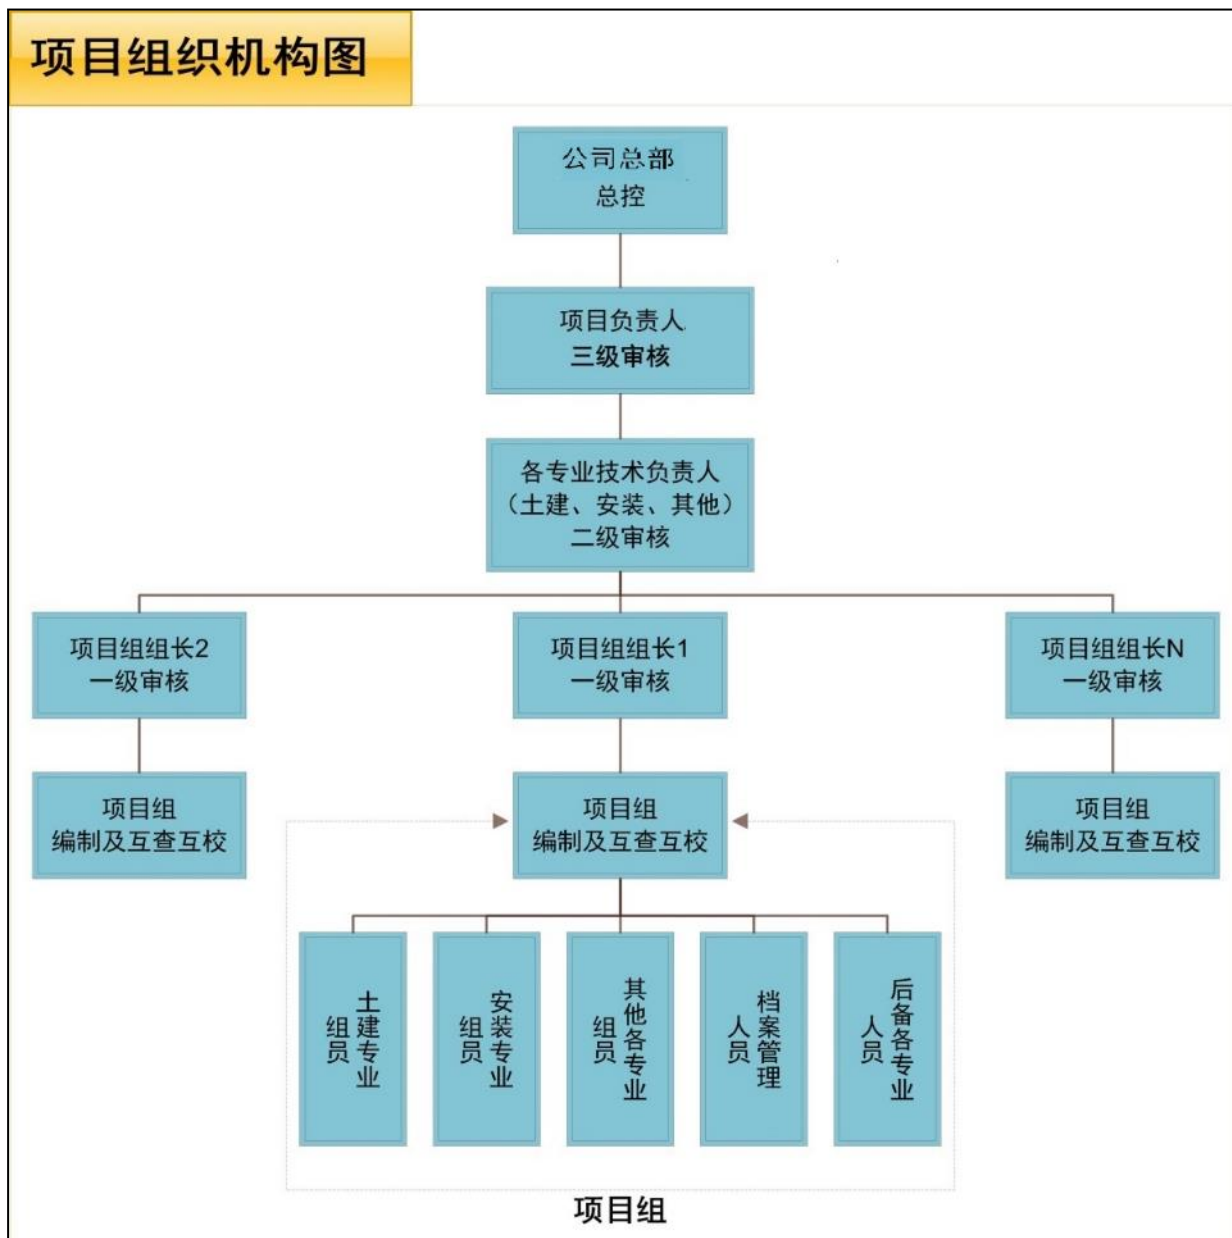 项目组织机构图
公司总部
总控
项目负责人
三级审核
各专业技术负责人
（土建、安装、其他）
二级审核
项目组组长2
一级审核
项目组组长1
一级审核
项目组组长N
一级审核
项目组
编制及互查互校
项目组
编制及互查互校
项目组
编制及互查互校
土建专业
组员
安装专业
组员
其他各专业
组员
档案管理
人员
后备各专业
人员
项目组